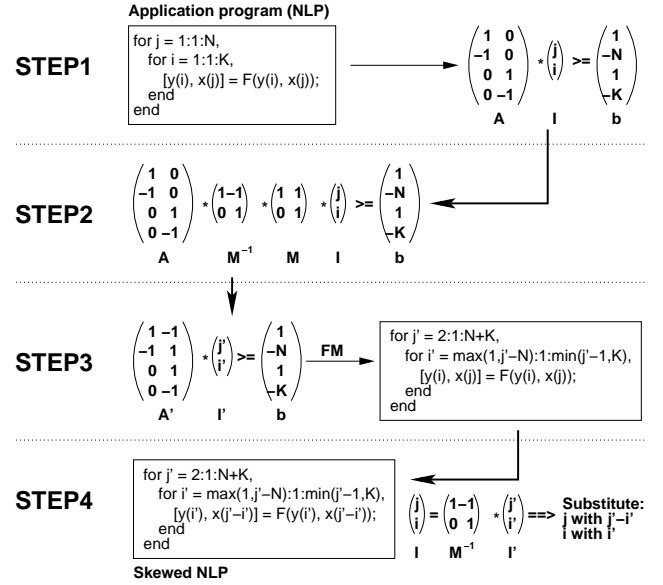 Application program (NLP)
STEP1
for j = 1:1:N,
for i = 1:1:K,
[y(i), x(j)] = F(y(i), x(j));
end
end
1 0
−1 0
0 1
0 −1
*
j
i
>=
1
−N
1
−K
A I b
STEP2
1 0
−1 0
0 1
0 −1
*
1 −1
0 1
*
1 1
0 1
*
j
i
>=
1
−N
1
−K
A M−1 M I b
STEP3
1 −1
−1 1
0 1
0 −1
*
j'
i'
>=
1
−N
1
−K
A' I' b
FM
for j' = 2:1:N+K,
for i' = max(1,j'−N):1:min(j'−1,K),
[y(i), x(j)] = F(y(i), x(j));
end
end
STEP4
for j' = 2:1:N+K,
for i' = max(1,j'−N):1:min(j'−1,K),
[y(i'), x(j'−i')] = F(y(i'), x(j'−i'));
end
end
Skewed NLP
j
i
=
1 −1
0 1
*
j'
i'
==>
I M−1 I'
Substitute:
j with j'−i'
i with i'